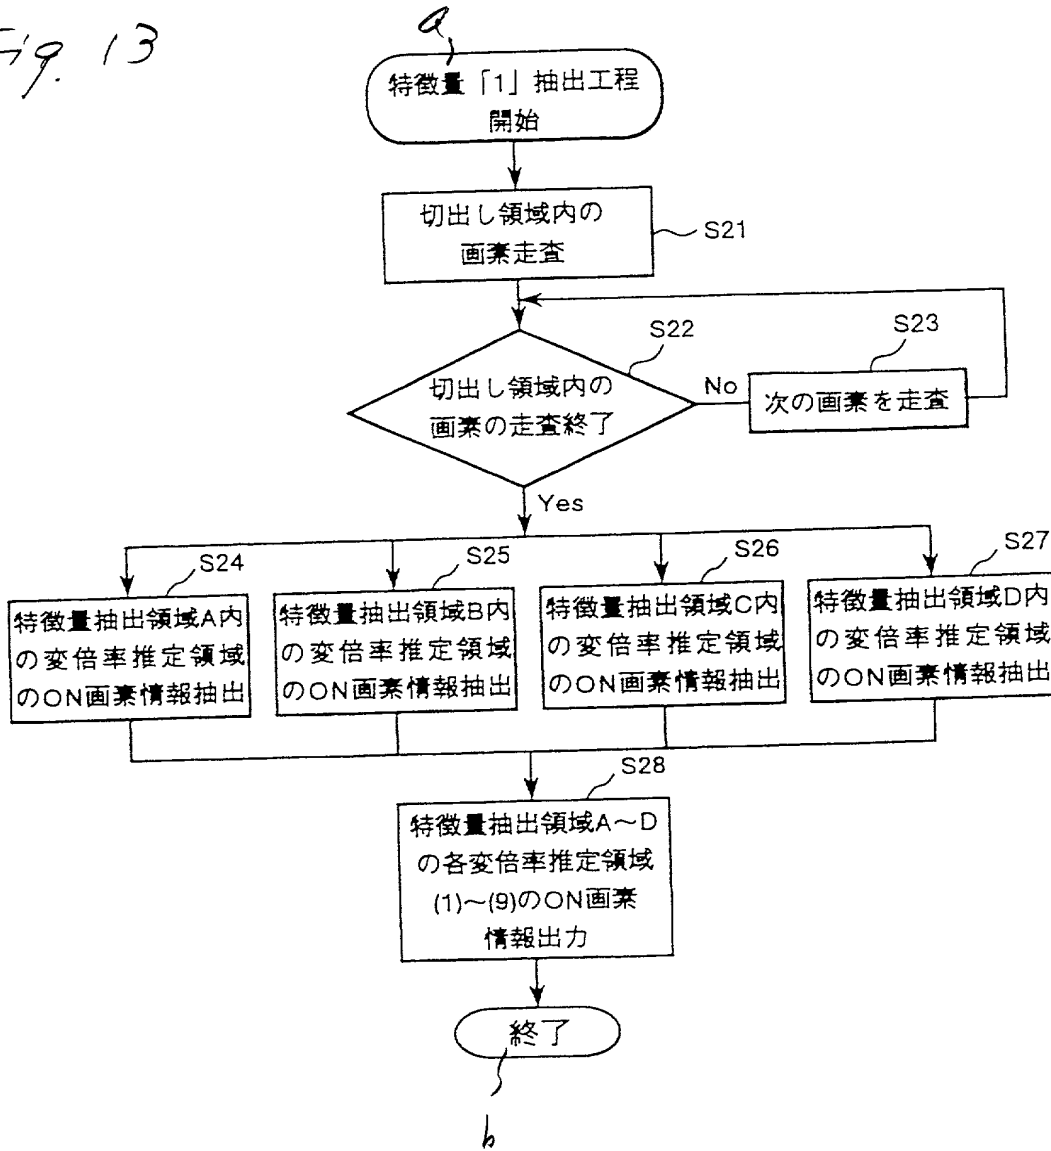 Fig. 13
a
特徴量「1」抽出工程
開始
切出し領域内の
画素走査
S21
S22
切出し領域内の
画素の走査終了
No
S23
次の画素を走査
Yes
S24
特徴量抽出領域A内
の変倍率推定領域
のON画素情報抽出
S25
特徴量抽出領域B内
の変倍率推定領域
のON画素情報抽出
S26
特徴量抽出領域C内
の変倍率推定領域
のON画素情報抽出
S27
特徴量抽出領域D内
の変倍率推定領域
のON画素情報抽出
S28
特徴量抽出領域A～D
の各変倍率推定領域
(1)～(9)のON画素
情報出力
終了
b